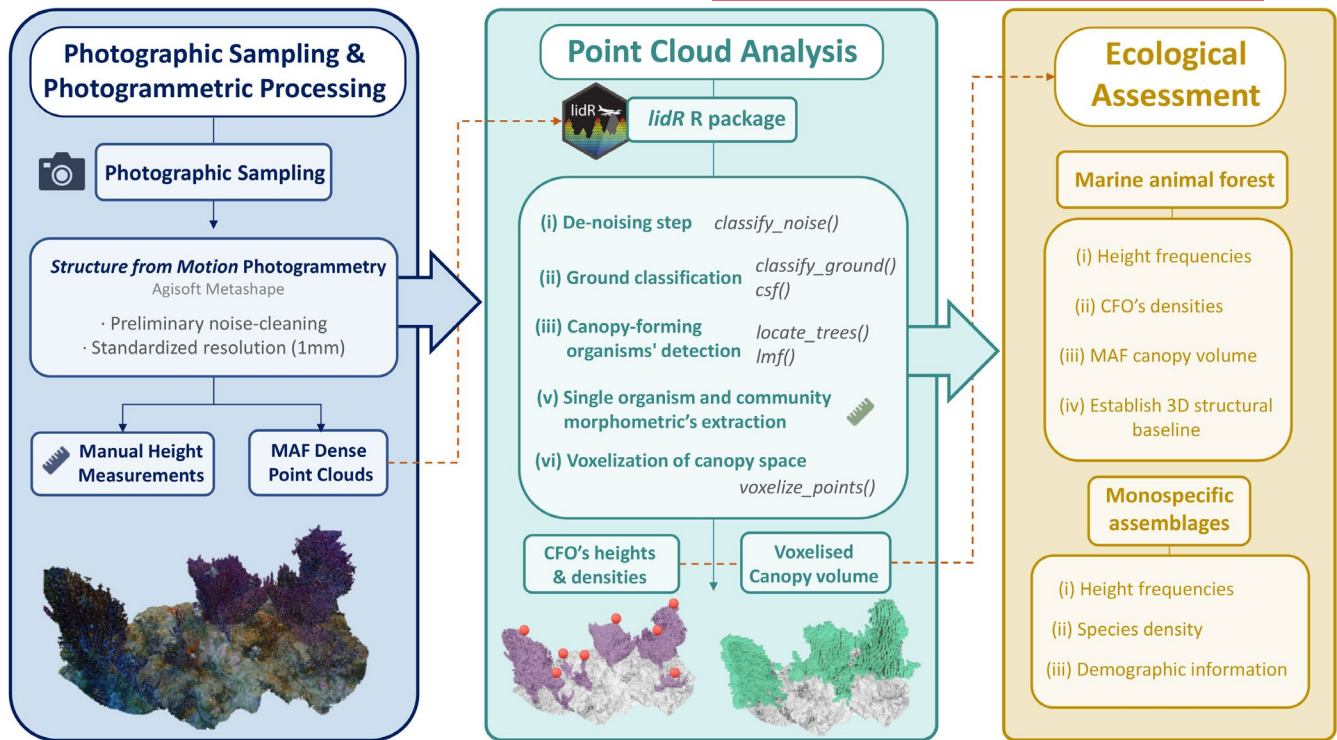 Photographic Sampling &
Photogrammetric Processing
Photographic Sampling
Structure from Motion Photogrammetry
Agisoft Metashape
· Preliminary noise-cleaning
· Standardized resolution (1mm)
Manual Height
Measurements
MAF Dense
Point Clouds
Point Cloud Analysis
lidR
lidR R package
(i) De-noising step classify_noise()
(ii) Ground classification classify_ground()
csf()
(iii) Canopy-forming
organisms' detection locate_trees()
lmf()
(v) Single organism and community
morphometric's extraction
(vi) Voxelization of canopy space
voxelize_points()
CFO's heights
& densities
Voxelised
Canopy volume
Ecological
Assessment
Marine animal forest
(i) Height frequencies
(ii) CFO's densities
(iii) MAF canopy volume
(iv) Establish 3D structural
baseline
Monospecific
assemblages
(i) Height frequencies
(ii) Species density
(iii) Demographic information